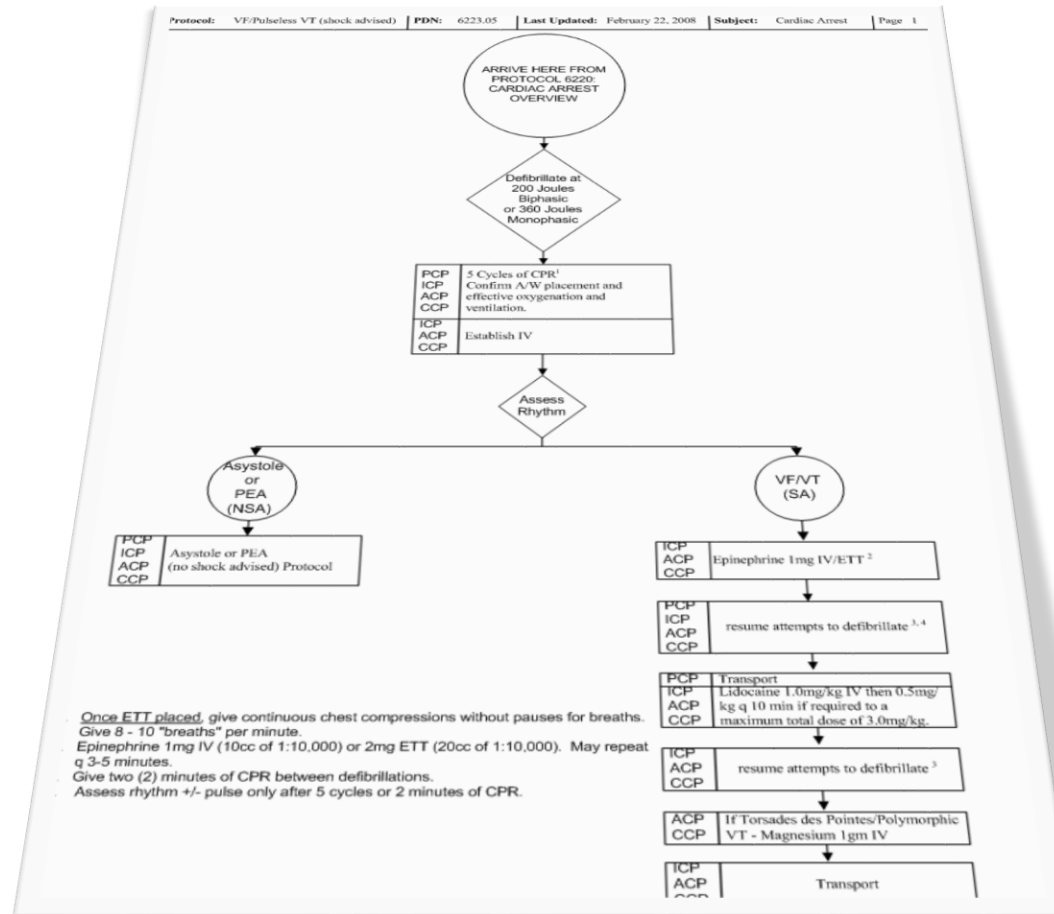 Protocol: VF/Pulseless VT (shock advised) PDN: 6223.05 Last Updated: February 22, 2008 Subject: Cardiac Arrest Page 1
ARRIVE HERE FROM
PROTOCOL 6220:
CARDIAC ARREST
OVERVIEW
Defibrillate at
200 Joules
Biphasic
or 360 Joules
Monophasic
PCP
ICP
ACP
CCP
5 Cycles of CPR¹
Confirm A/W placement and
effective oxygenation and
ventilation.
ICP
ACP
CCP
Establish IV
Assess
Rhythm
Asystole
or
PEA
(NSA)
PCP
ICP
ACP
CCP
Asystole or PEA
(no shock advised) Protocol
VF/VT
(SA)
ICP
ACP
CCP
Epinephrine 1mg IV/ETT ²
PCP
ICP
ACP
CCP
resume attempts to defibrillate ³,⁴
PCP
Transport
ICP
ACP
CCP
Lidocaine 1.0mg/kg IV then 0.5mg/
kg q 10 min if required to a
maximum total dose of 3.0mg/kg.
ICP
ACP
CCP
resume attempts to defibrillate ³
ACP
CCP
If Torsades des Pointes/Polymorphic
VT - Magnesium 1gm IV
ICP
ACP
CCP
Transport
Once ETT placed, give continuous chest compressions without pauses for breaths.
Give 8 - 10 "breaths" per minute.
Epinephrine 1mg IV (10cc of 1:10,000) or 2mg ETT (20cc of 1:10,000). May repeat
q 3-5 minutes.
Give two (2) minutes of CPR between defibrillations.
Assess rhythm +/- pulse only after 5 cycles or 2 minutes of CPR.